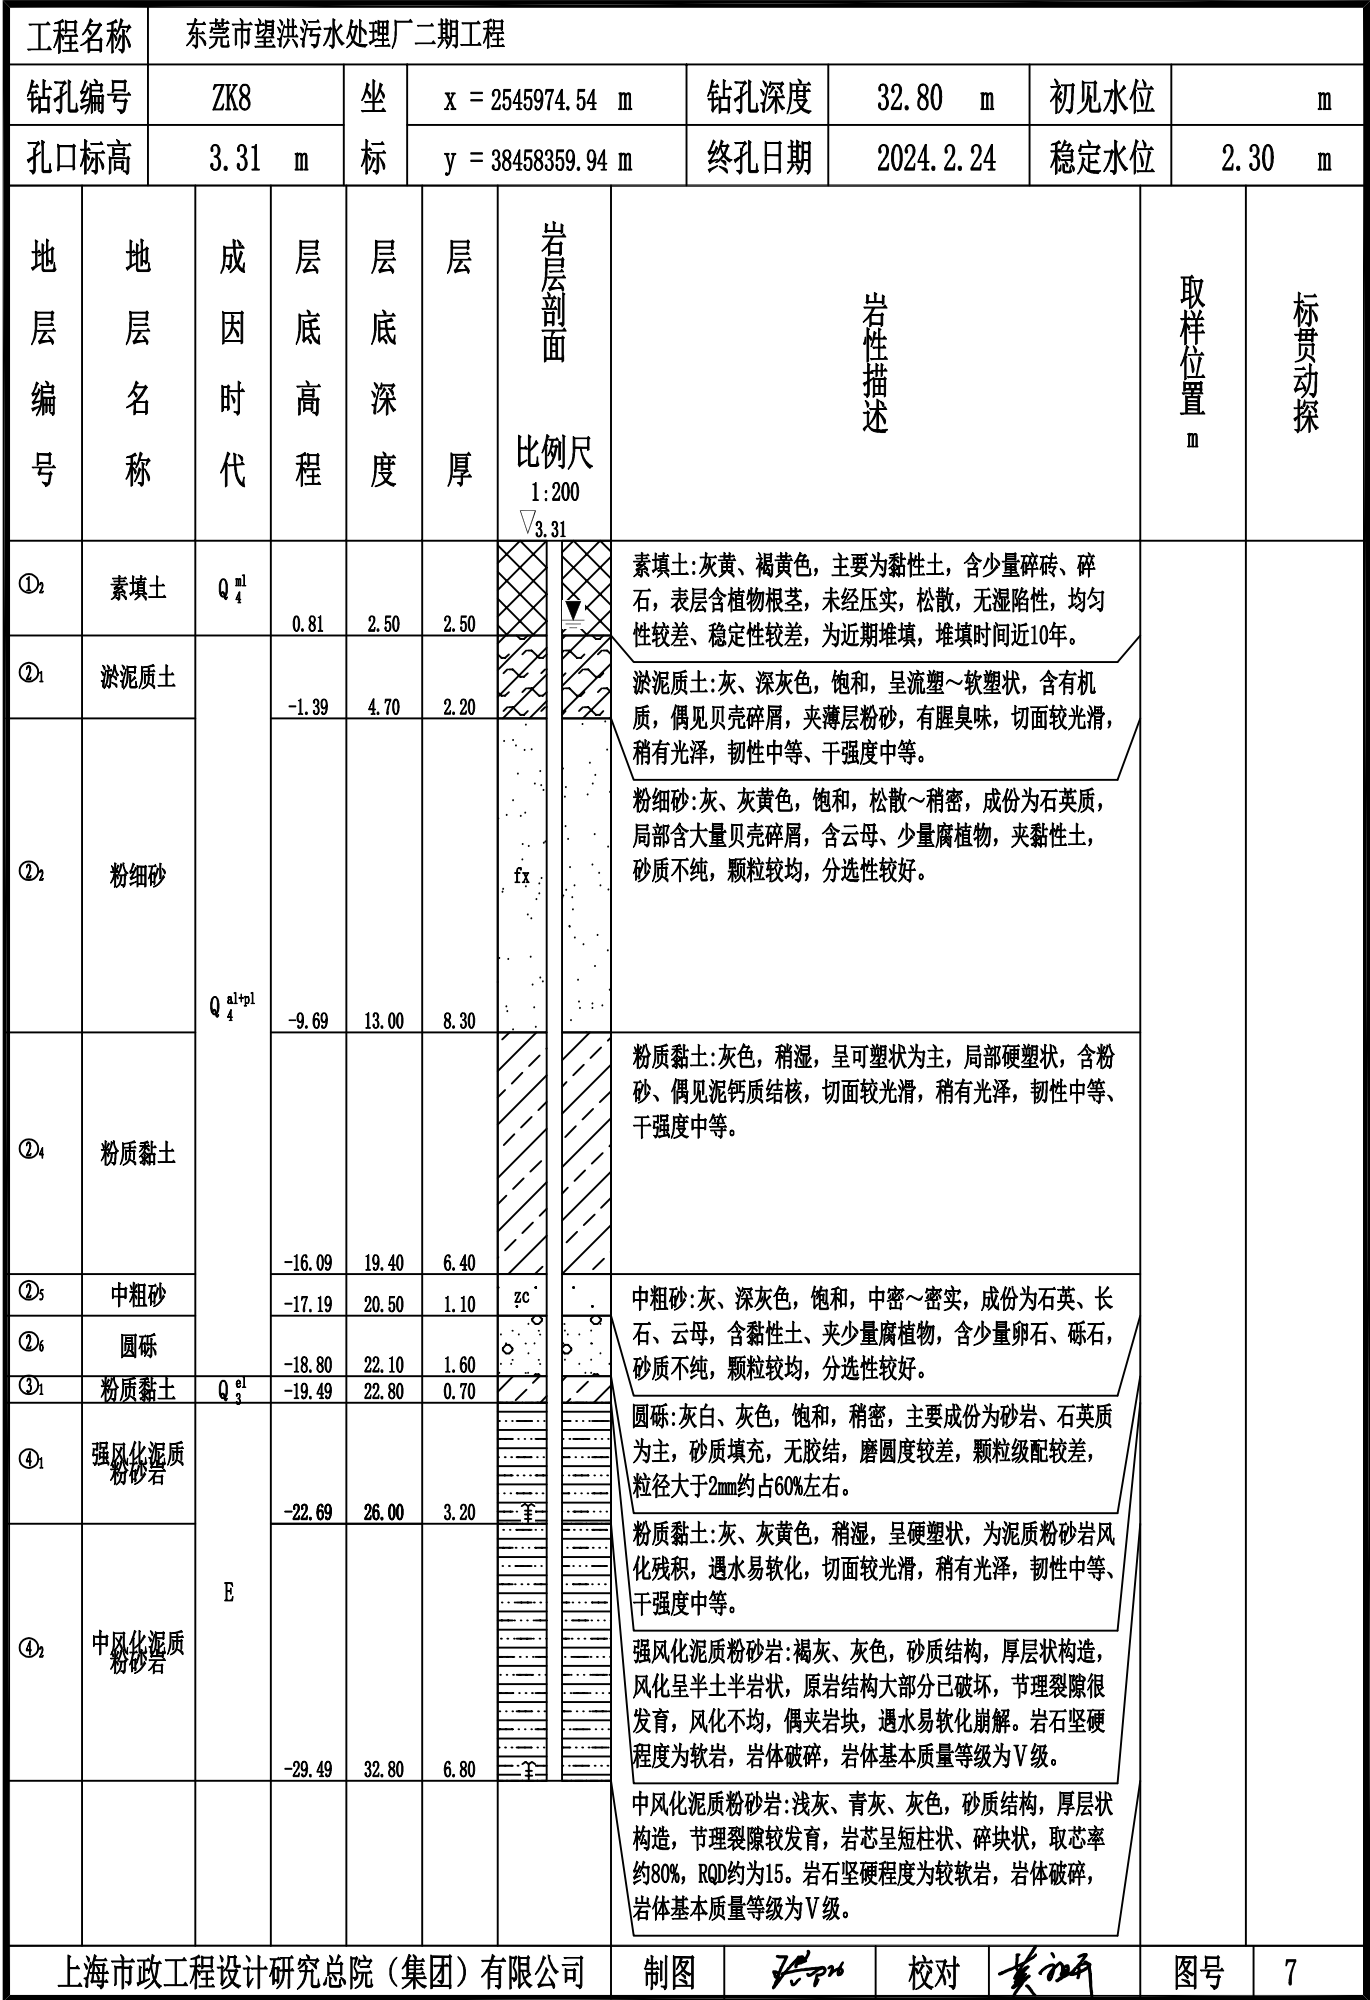 工程名称 东莞市望洪污水处理厂二期工程
钻孔编号 ZK8 坐 x =2545974.54 m 钻孔深度 32.80 m 初见水位 m
孔口标高 3.31 m 标 y =38458359.94 m 终孔日期 2024.2.24 稳定水位 2.30 m
地层编号 地层名称 成因时代 层底高程 层底深度 层厚 岩层剖面 岩性描述 取样位置 m 标贯动探
比例尺
1:200
3.31
①2 素填土 Q4ml 0.81 2.50 2.50
素填土:灰黄、褐黄色，主要为黏性土，含少量碎砖、碎
石，表层含植物根茎，未经压实，松散，无湿陷性，均匀
性较差、稳定性较差，为近期堆填，堆填时间近10年。
②1 淤泥质土 -1.39 4.70 2.20
淤泥质土:灰、深灰色，饱和，呈流塑～软塑状，含有机
质，偶见贝壳碎屑，夹薄层粉砂，有腥臭味，切面较光滑，
稍有光泽，韧性中等、干强度中等。
②2 粉细砂 Q4al+pl -9.69 13.00 8.30 fx
粉细砂:灰、灰黄色，饱和，松散～稍密，成份为石英质，
局部含大量贝壳碎屑，含云母、少量腐植物，夹黏性土，
砂质不纯，颗粒较均，分选性较好。
②4 粉质黏土 -16.09 19.40 6.40
粉质黏土:灰色，稍湿，呈可塑状为主，局部硬塑状，含粉
砂、偶见泥钙质结核，切面较光滑，稍有光泽，韧性中等、
干强度中等。
②5 中粗砂 -17.19 20.50 1.10 zc
中粗砂:灰、深灰色，饱和，中密～密实，成份为石英、长
石、云母，含黏性土、夹少量腐植物，含少量卵石、砾石，
砂质不纯，颗粒较均，分选性较好。
②6 圆砾 -18.80 22.10 1.60
圆砾:灰白、灰色，饱和，稍密，主要成份为砂岩、石英质
为主，砂质填充，无胶结，磨圆度较差，颗粒级配较差，
粒径大于2mm约占60%左右。
③1 粉质黏土 Q3el -19.49 22.80 0.70
粉质黏土:灰、灰黄色，稍湿，呈硬塑状，为泥质粉砂岩风
化残积，遇水易软化，切面较光滑，稍有光泽，韧性中等、
干强度中等。
④1 强风化泥质
粉砂岩
-22.69 26.00 3.20
强风化泥质粉砂岩:褐灰、灰色，砂质结构，厚层状构造，
风化呈半土半岩状，原岩结构大部分已破坏，节理裂隙很
发育，风化不均，偶夹岩块，遇水易软化崩解。岩石坚硬
程度为软岩，岩体破碎，岩体基本质量等级为Ⅴ级。
E
④2 中风化泥质
粉砂岩
-29.49 32.80 6.80
中风化泥质粉砂岩:浅灰、青灰、灰色，砂质结构，厚层状
构造，节理裂隙较发育，岩芯呈短柱状、碎块状，取芯率
约80%，RQD约为15。岩石坚硬程度为较软岩，岩体破碎，
岩体基本质量等级为Ⅴ级。
上海市政工程设计研究总院（集团）有限公司 制图 校对 图号 7